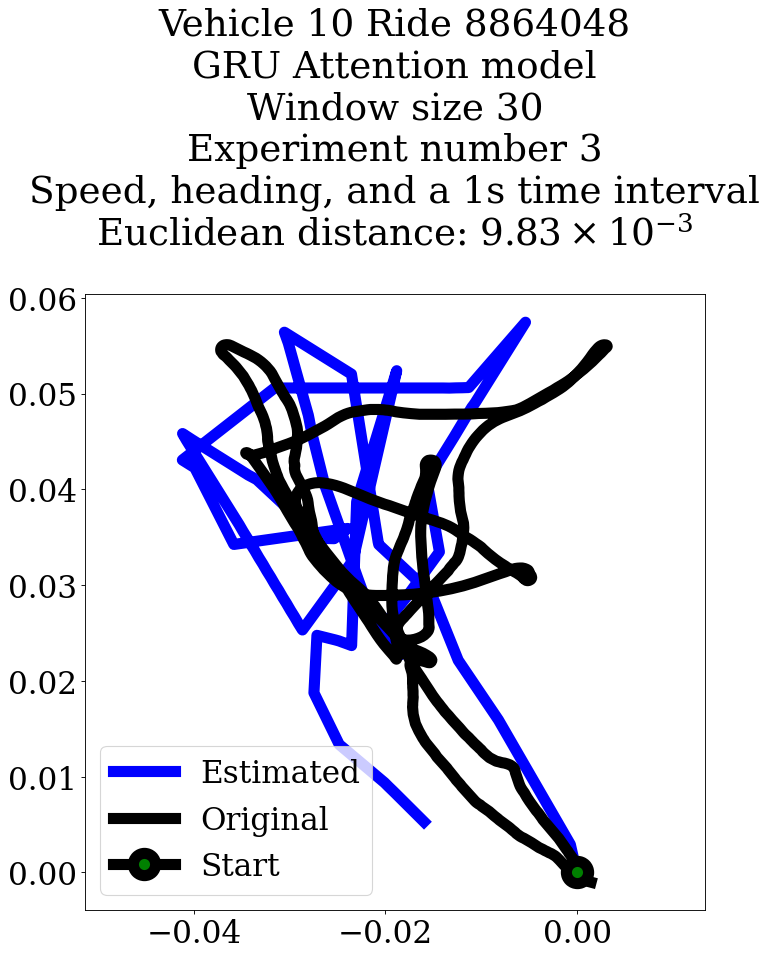 Vehicle 10 Ride 8864048
GRU Attention model
Window size 30
Experiment number 3
Speed, heading, and a 1s time interval
Euclidean distance: 9.83 × 10⁻³
0.06
0.05
0.04
0.03
0.02
0.01
0.00
Estimated
Original
Start
−0.04
−0.02
0.00